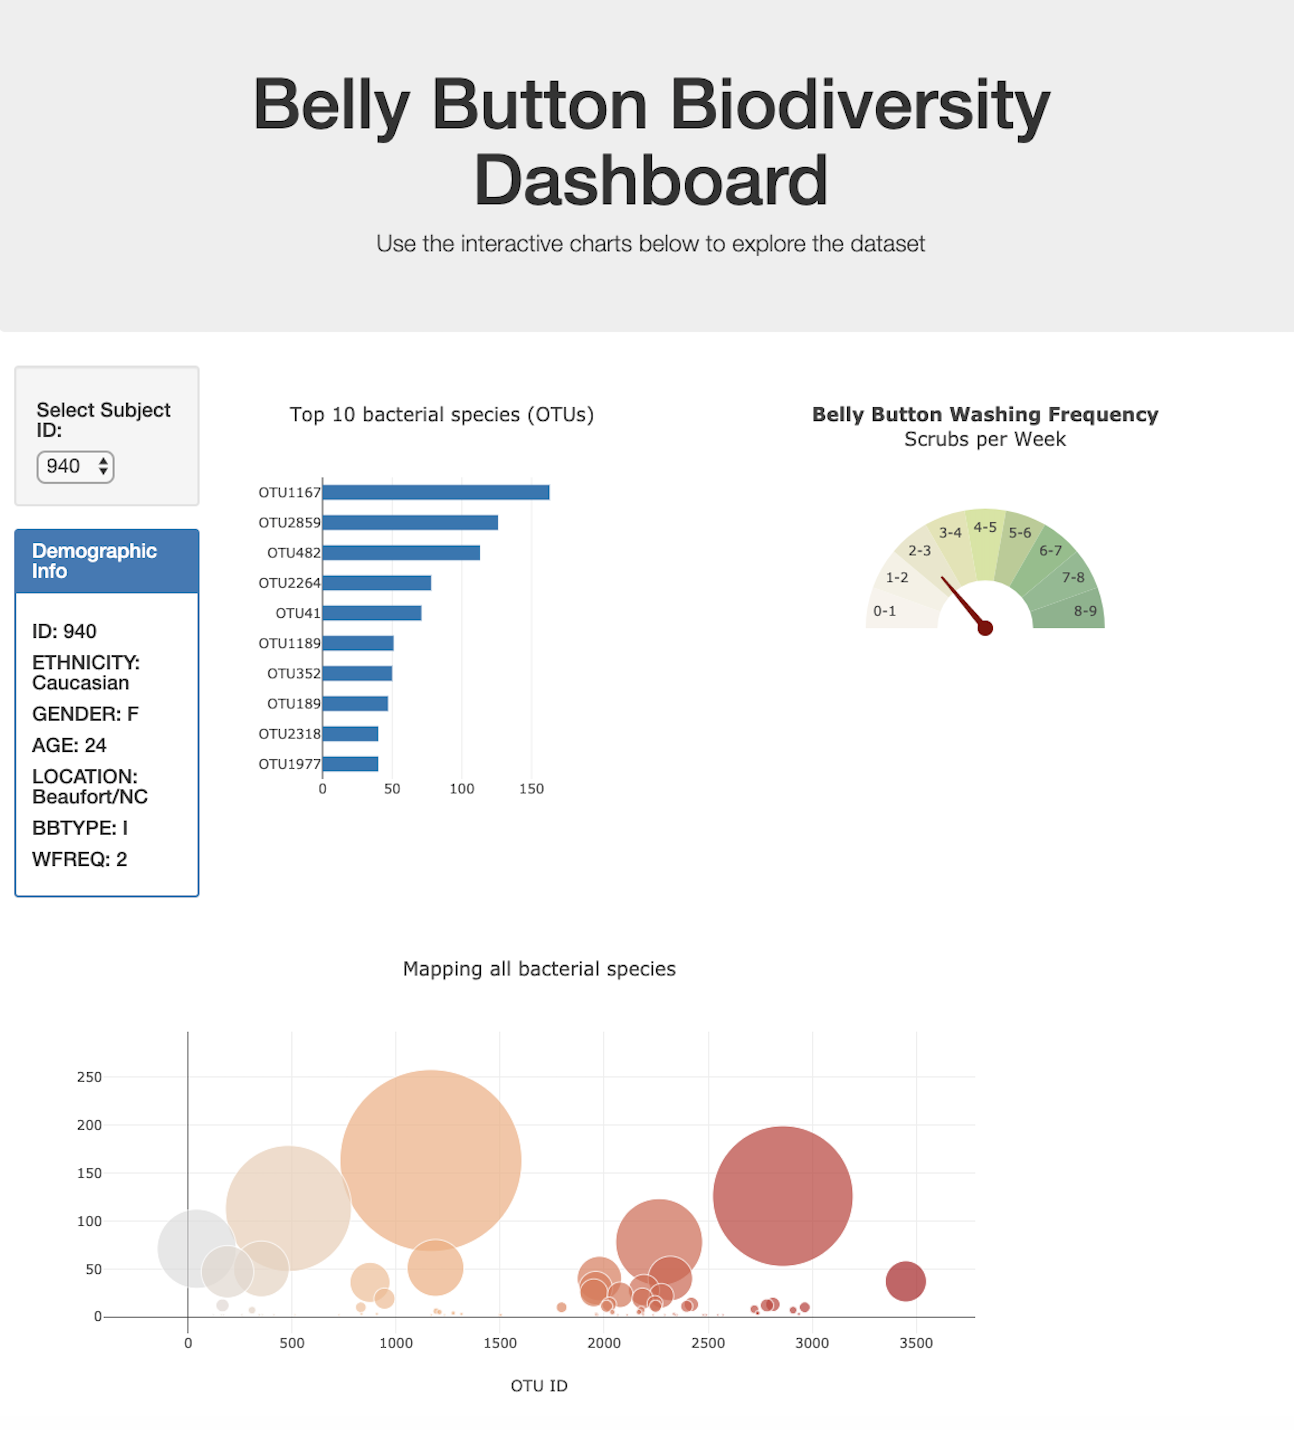 Belly Button Biodiversity
Dashboard
Use the interactive charts below to explore the dataset
Select Subject
ID:
940
Demographic
Info
ID: 940
ETHNICITY:
Caucasian
GENDER: F
AGE: 24
LOCATION:
Beaufort/NC
BBTYPE: I
WFREQ: 2
Top 10 bacterial species (OTUs)
OTU1167
OTU2859
OTU482
OTU2264
OTU41
OTU1189
OTU352
OTU189
OTU2318
OTU1977
0 50 100 150
Belly Button Washing Frequency
Scrubs per Week
0-1
1-2
2-3
3-4
4-5
5-6
6-7
7-8
8-9
Mapping all bacterial species
250
200
150
100
50
0
0 500 1000 1500 2000 2500 3000 3500
OTU ID